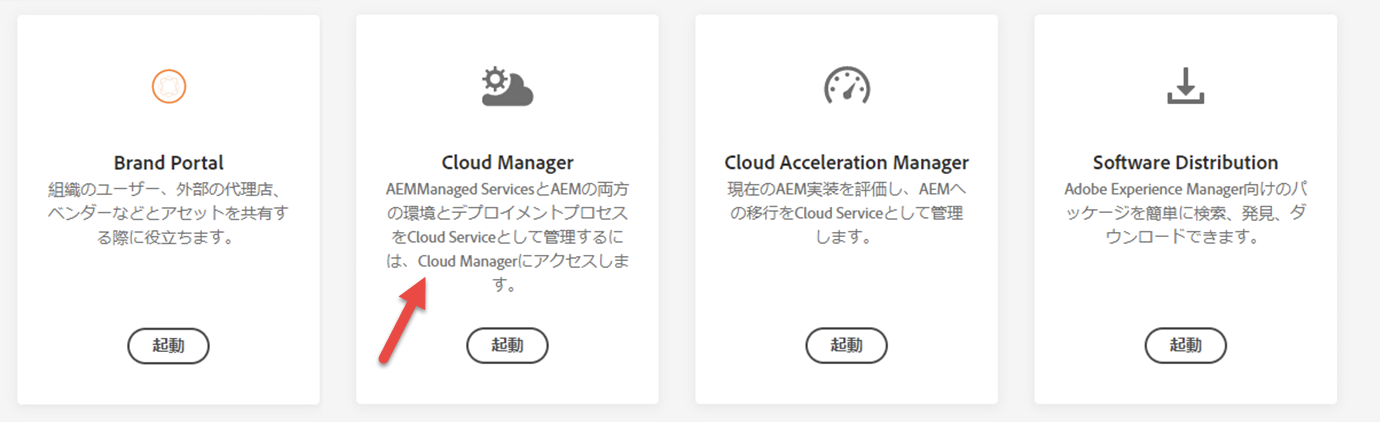 Brand Portal
組織のユーザー、外部の代理店、
ベンダーなどとアセットを共有す
る際に役立ちます。
起動
Cloud Manager
AEMManaged ServicesとAEMの両方
の環境とデプロイメントプロセス
をCloud Serviceとして管理するに
は、Cloud Managerにアクセスしま
す。
起動
Cloud Acceleration Manager
現在のAEM実装を評価し、AEMへ
の移行をCloud Serviceとして管理
します。
起動
Software Distribution
Adobe Experience Manager向けのパ
ッケージを簡単に検索、発見、ダ
ウンロードできます。
起動